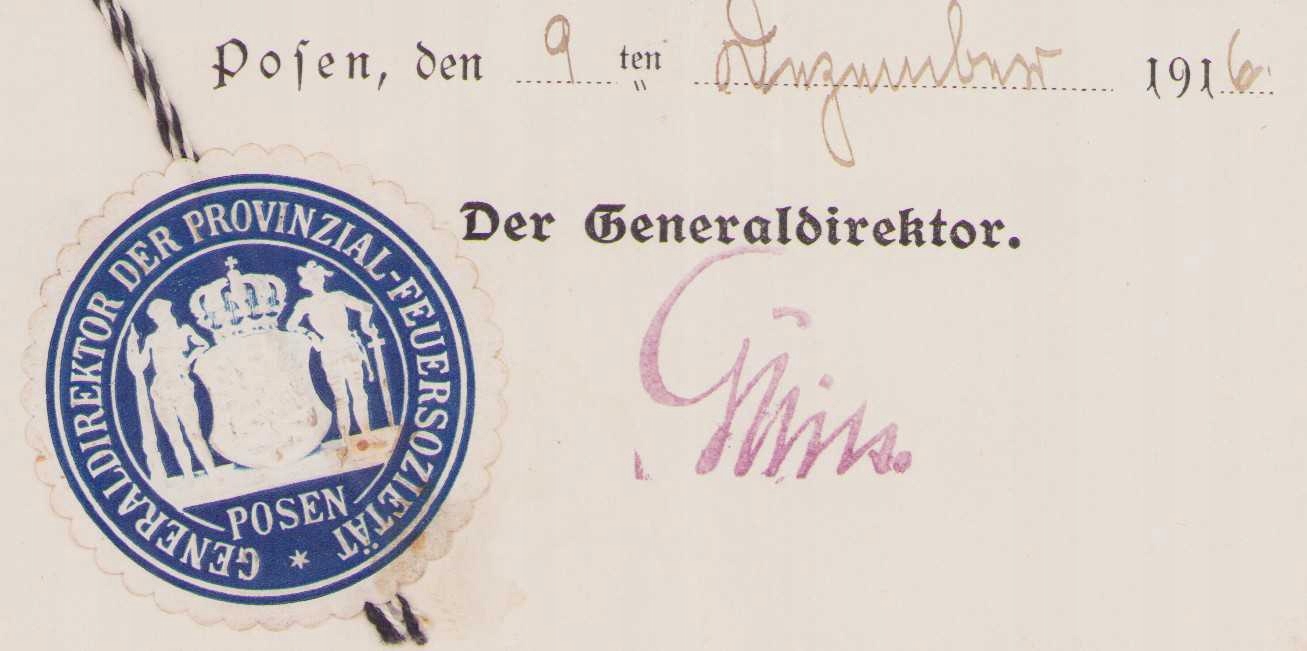 Posen, den 9 ten Dezember 1916.
Der Generaldirektor.
GENERALDIREKTOR DER PROVINZIAL-FEUERSOZIETÄT *
POSEN